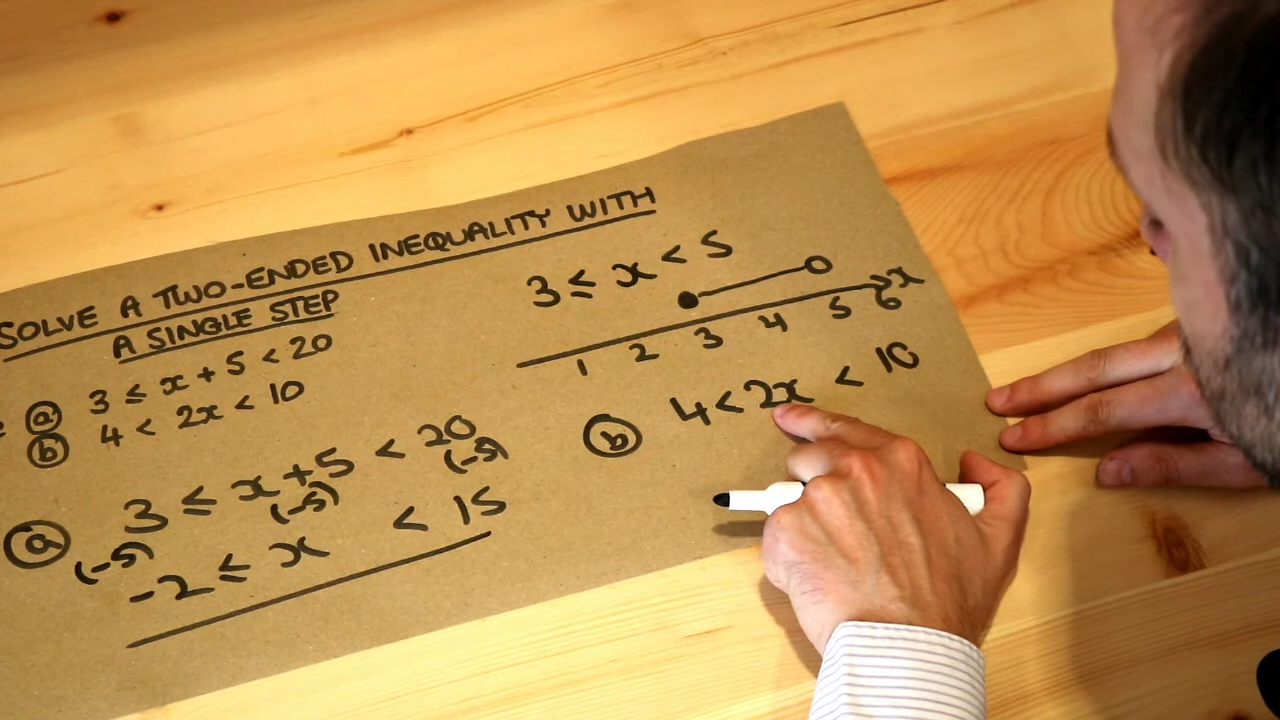 SOLVE A TWO-ENDED INEQUALITY WITH
A SINGLE STEP
ⓐ 3 ≤ x + 5 < 20
ⓑ 4 < 2x < 10
ⓐ 3 ≤ x + 5 < 20
(-5) (-5) (-5)
-2 ≤ x < 15
3 ≤ x < 5
1 2 3 4 5 6 x
ⓑ 4 < 2x < 10